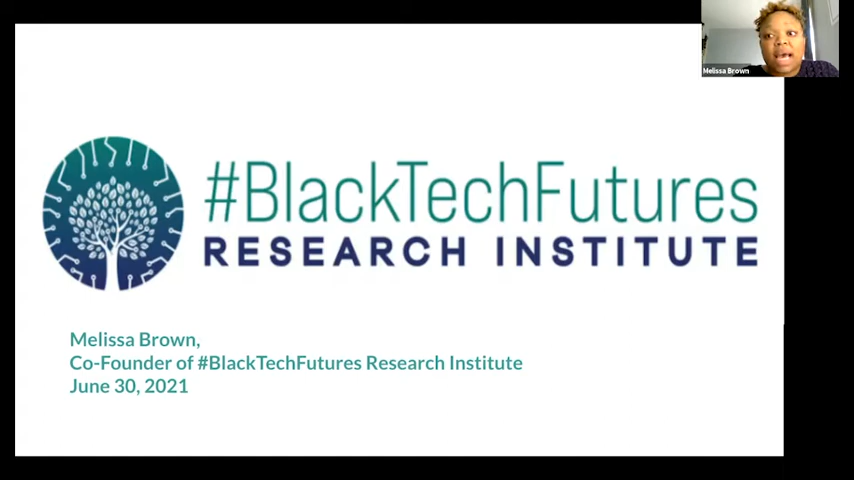 Melissa Brown
#BlackTechFutures
RESEARCH INSTITUTE
Melissa Brown,
Co-Founder of #BlackTechFutures Research Institute
June 30, 2021